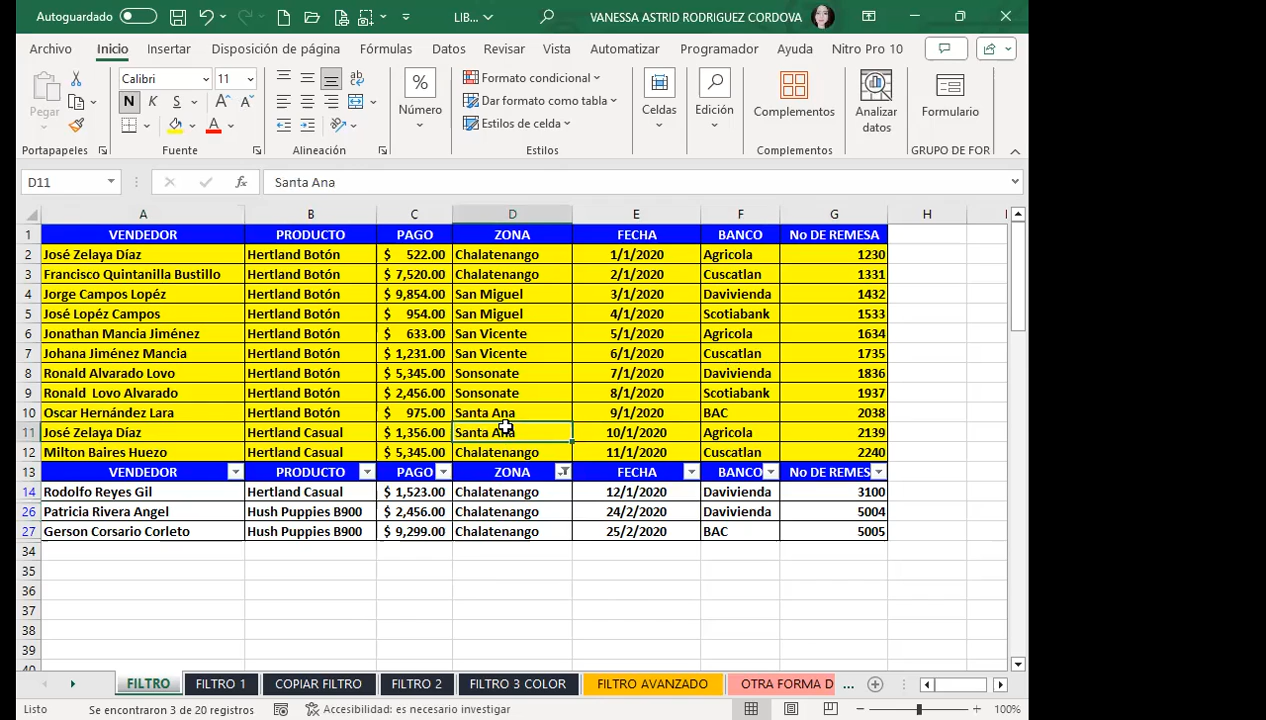 Autoguardado LIB... VANESSA ASTRID RODRIGUEZ CORDOVA
Archivo Inicio Insertar Disposición de página Fórmulas Datos Revisar Vista Automatizar Programador Ayuda Nitro Pro 10
Pegar Calibri 11 N K S % Número Formato condicional Dar formato como tabla Estilos de celda Celdas Edición Complementos Analizar datos Formulario
Portapapeles Fuente Alineación Estilos Complementos GRUPO DE FOR
D11 fx Santa Ana
A B C D E F G H I
1 VENDEDOR PRODUCTO PAGO ZONA FECHA BANCO No DE REMESA
2 José Zelaya Díaz Hertland Botón $ 522.00 Chalatenango 1/1/2020 Agricola 1230
3 Francisco Quintanilla Bustillo Hertland Botón $ 7,520.00 Chalatenango 2/1/2020 Cuscatlan 1331
4 Jorge Campos Lopéz Hertland Botón $ 9,854.00 San Miguel 3/1/2020 Davivienda 1432
5 José Lopéz Campos Hertland Botón $ 954.00 San Miguel 4/1/2020 Scotiabank 1533
6 Jonathan Mancia Jiménez Hertland Botón $ 633.00 San Vicente 5/1/2020 Agricola 1634
7 Johana Jiménez Mancia Hertland Botón $ 1,231.00 San Vicente 6/1/2020 Cuscatlan 1735
8 Ronald Alvarado Lovo Hertland Botón $ 5,345.00 Sonsonate 7/1/2020 Davivienda 1836
9 Ronald Lovo Alvarado Hertland Botón $ 2,456.00 Sonsonate 8/1/2020 Scotiabank 1937
10 Oscar Hernández Lara Hertland Botón $ 975.00 Santa Ana 9/1/2020 BAC 2038
11 José Zelaya Díaz Hertland Casual $ 1,356.00 Santa Ana 10/1/2020 Agricola 2139
12 Milton Baires Huezo Hertland Casual $ 5,345.00 Chalatenango 11/1/2020 Cuscatlan 2240
13 VENDEDOR PRODUCTO PAGO ZONA FECHA BANCO No DE REMES
14 Rodolfo Reyes Gil Hertland Casual $ 1,523.00 Chalatenango 12/1/2020 Davivienda 3100
26 Patricia Rivera Angel Hush Puppies B900 $ 2,456.00 Chalatenango 24/2/2020 Davivienda 5004
27 Gerson Corsario Corleto Hush Puppies B900 $ 9,299.00 Chalatenango 25/2/2020 BAC 5005
34
35
36
37
38
39
40
FILTRO FILTRO 1 COPIAR FILTRO FILTRO 2 FILTRO 3 COLOR FILTRO AVANZADO OTRA FORMA D ...
Listo Se encontraron 3 de 20 registros Accesibilidad: es necesario investigar 100%